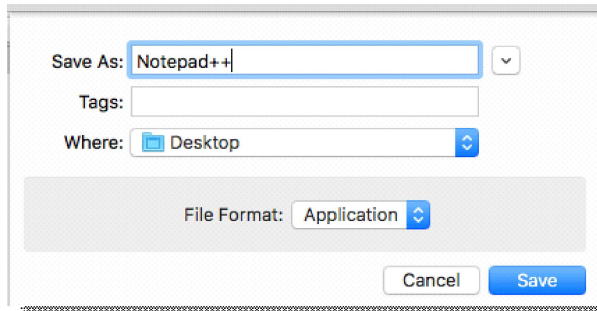 Save As: Notepad++
Tags:
Where: Desktop
File Format: Application
Cancel Save